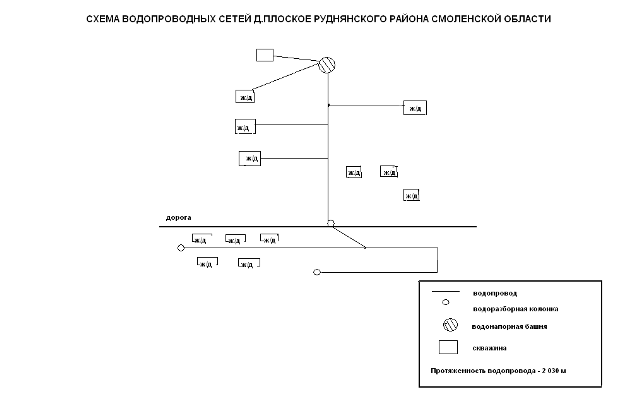 СХЕМА ВОДОПРОВОДНЫХ СЕТЕЙ Д.ПЛОСКОЕ РУДНЯНСКОГО РАЙОНА СМОЛЕНСКОЙ ОБЛАСТИ
ж/д
ж/д
ж/д
ж/д
ж/д
ж/д
ж/д
дорога
ж/д
ж/д
ж/д
ж/д
ж/д
водопровод
водоразборная колонка
водонапорная башня
скважина
Протяженность водопровода - 2 030 м